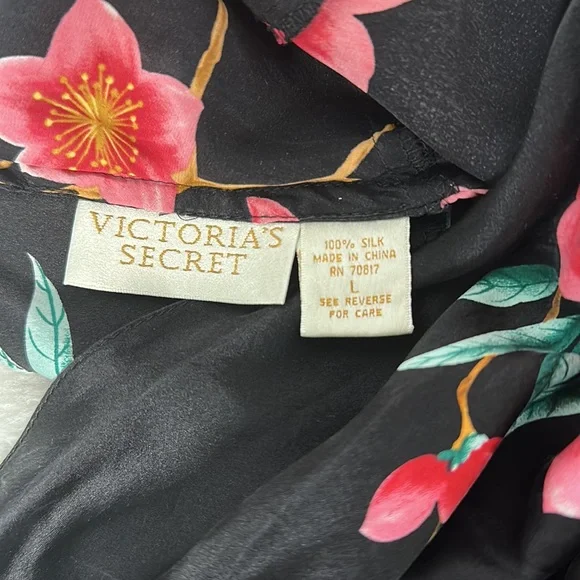 VICTORIA'S
SECRET
100% SILK
MADE IN CHINA
RN 70817
L
SEE REVERSE
FOR CARE